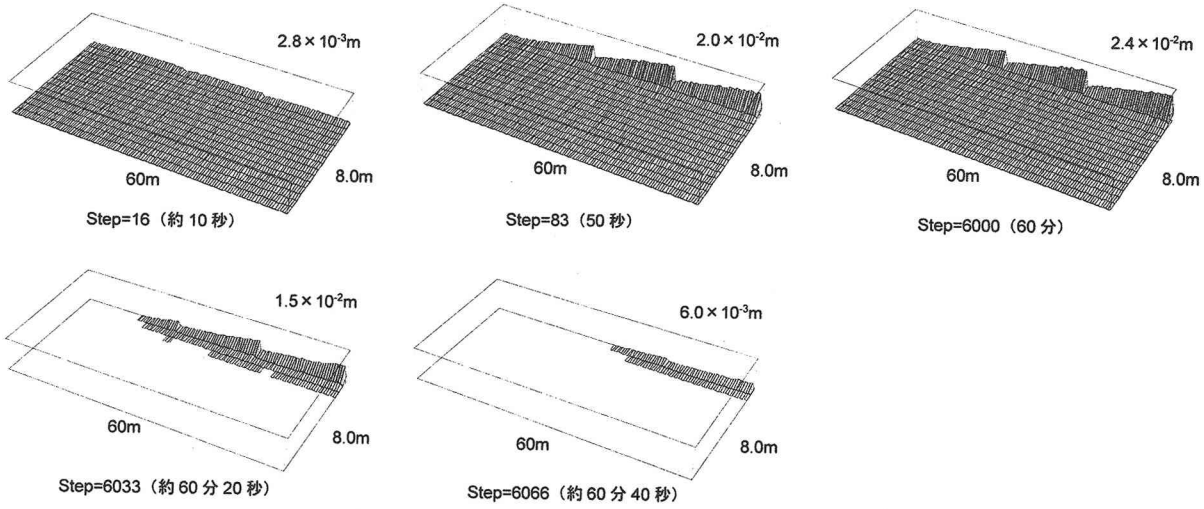 2.8×10⁻³m
60m
8.0m
Step=16（約 10 秒）
2.0×10⁻²m
60m
8.0m
Step=83（50 秒）
2.4×10⁻²m
60m
8.0m
Step=6000（60 分）
1.5×10⁻²m
60m
8.0m
Step=6033（約 60 分 20 秒）
6.0×10⁻³m
60m
8.0m
Step=6066（約 60 分 40 秒）